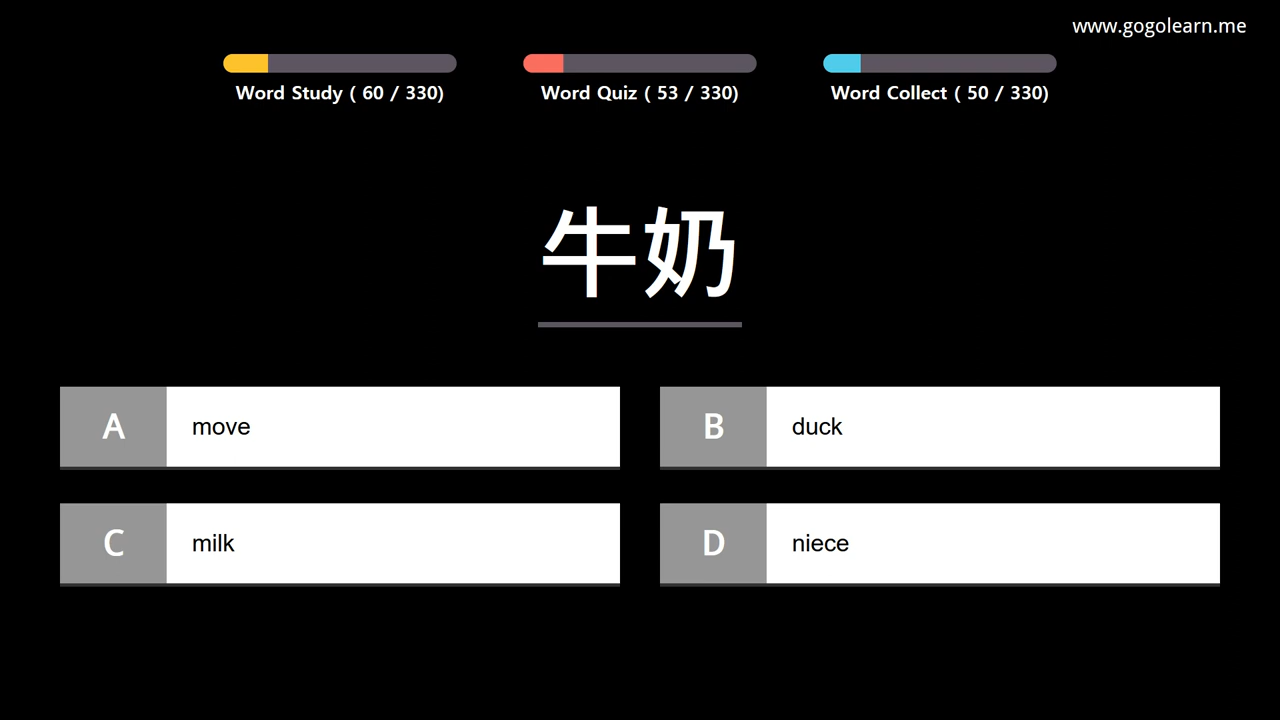 www.gogolearn.me
Word Study ( 60 / 330)
Word Quiz ( 53 / 330)
Word Collect ( 50 / 330)
牛奶
A move
B duck
C milk
D niece